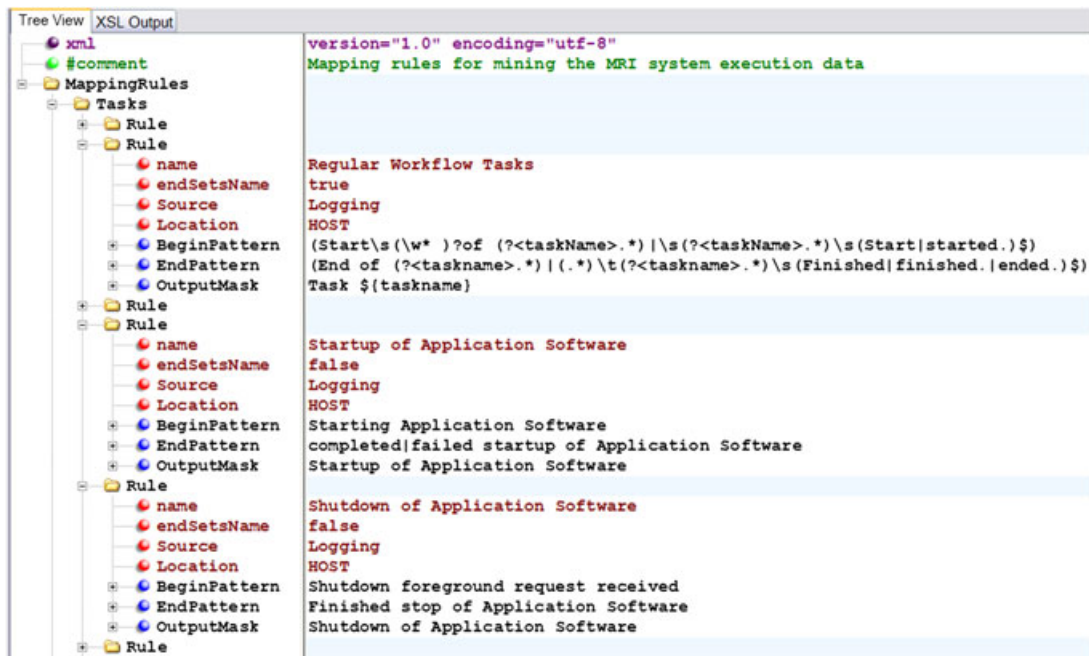 Tree View XSL Output
xml version="1.0" encoding="utf-8"
#comment Mapping rules for mining the MRI system execution data
MappingRules
Tasks
Rule
Rule
name Regular Workflow Tasks
endSetsName true
Source Logging
Location HOST
BeginPattern (Start\s(\w* )?of (?<taskName>.*)|\s(?<taskName>.*)\s(Start|started.)$)
EndPattern (End of (?<taskname>.*)|(.*)\t(?<taskname>.*)\s(Finished|finished.|ended.)$)
OutputMask Task ${taskname}
Rule
Rule
name Startup of Application Software
endSetsName false
Source Logging
Location HOST
BeginPattern Starting Application Software
EndPattern completed|failed startup of Application Software
OutputMask Startup of Application Software
Rule
name Shutdown of Application Software
endSetsName false
Source Logging
Location HOST
BeginPattern Shutdown foreground request received
EndPattern Finished stop of Application Software
OutputMask Shutdown of Application Software
Rule